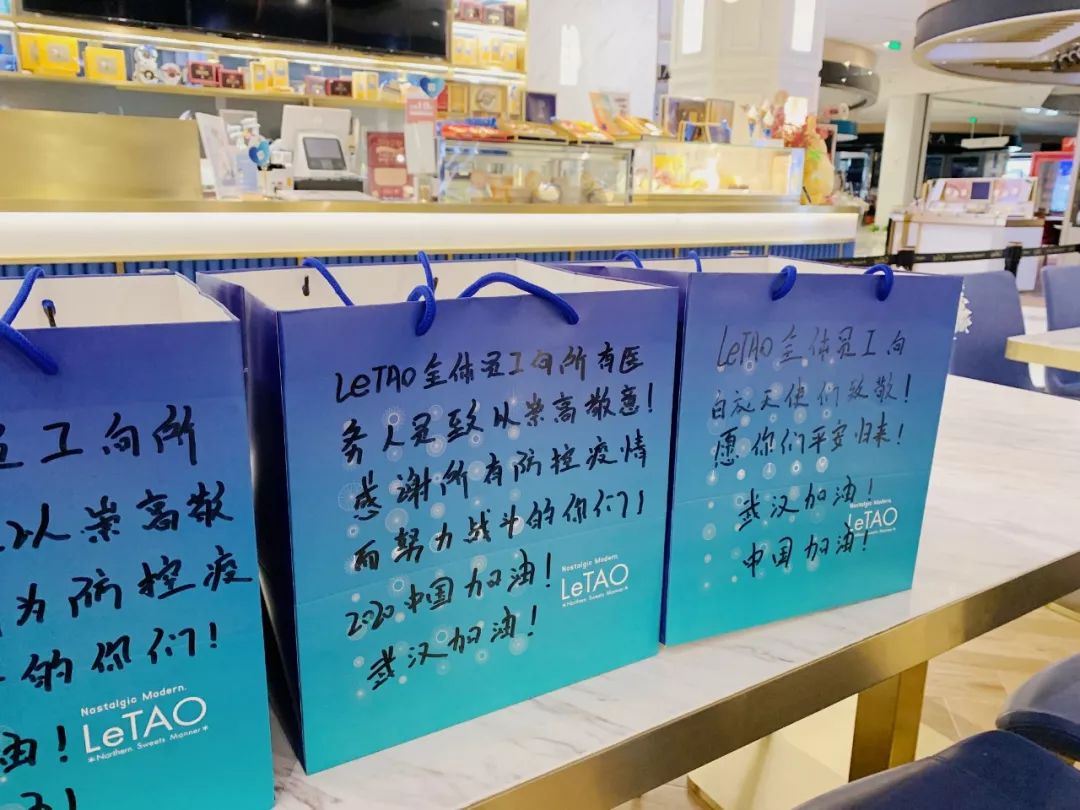 工向所
以崇高敬
为防控疫
的你们!
油!
Nostalgic Modern.
LeTAO
*Northern Sweets Manner*
LeTAO全体员工向所有医
务人员致以崇高敬意!
感谢所有防控疫情
而努力战斗的你们!
2020中国加油!
武汉加油!
Nostalgic Modern.
LeTAO
*Northern Sweets Manner*
LeTAO全体员工向
白衣天使们致敬!
愿你们平安归来!
武汉加油!
中国加油!
Nostalgic Modern.
LeTAO